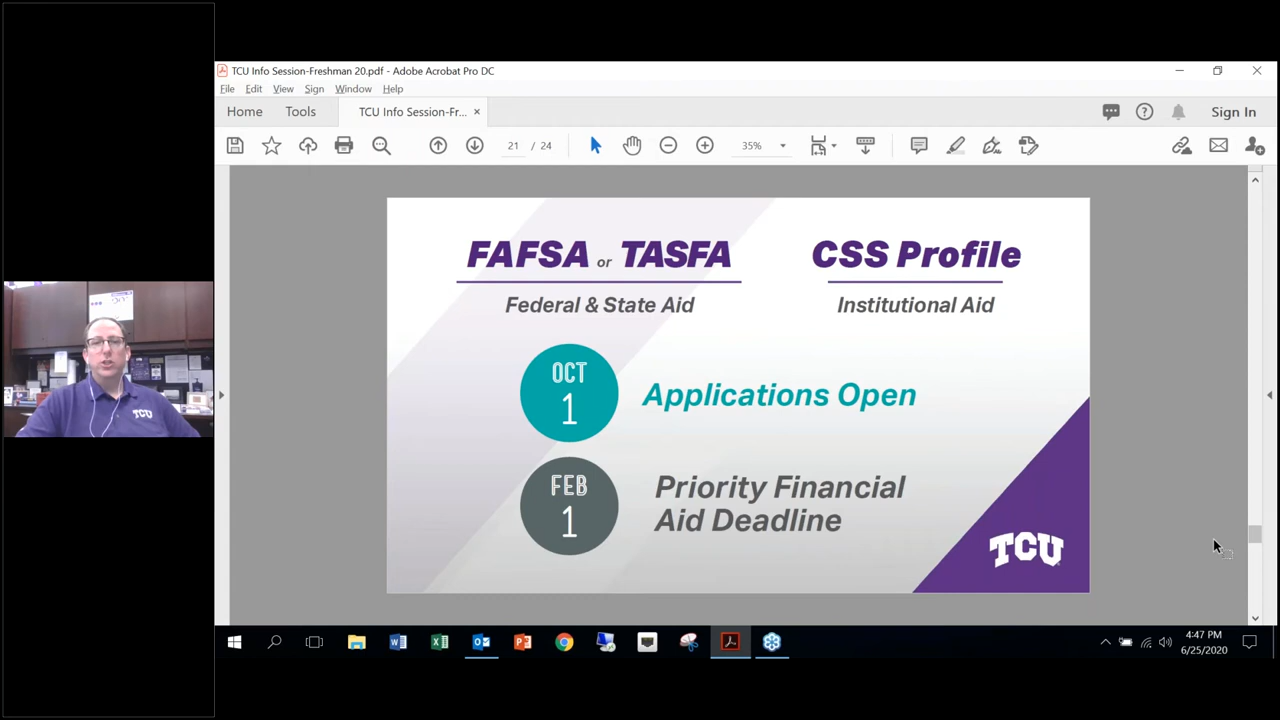 TCU Info Session-Freshman 20.pdf - Adobe Acrobat Pro DC
File Edit View Sign Window Help
Home Tools TCU Info Session-Fr... × Sign In
21 / 24 35%
FAFSA or TASFA
Federal & State Aid
CSS Profile
Institutional Aid
OCT
1
Applications Open
FEB
1
Priority Financial
Aid Deadline
TCU
TCU
4:47 PM
6/25/2020